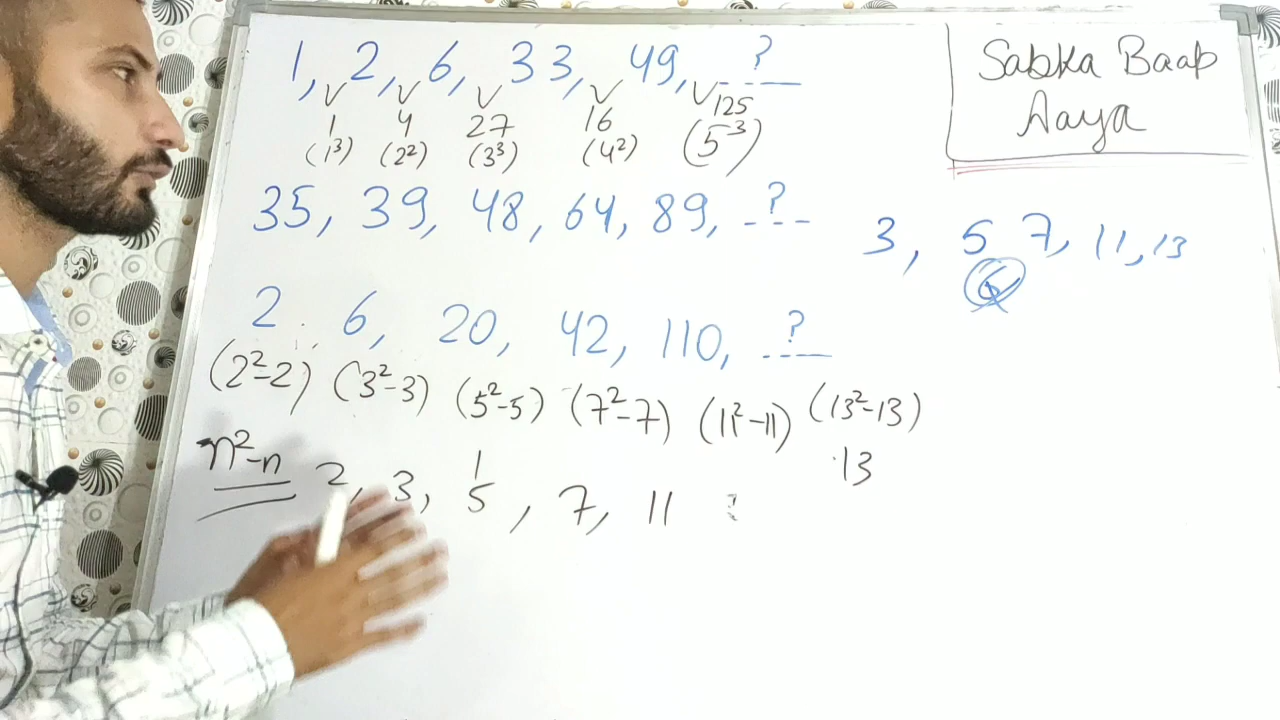 1, 2, 6, 33, 49, ?
1 4 27 16 125
(1³) (2²) (3³) (4²) (5³)
35, 39, 48, 64, 89, ?
2 6, 20, 42, 110, ?
(2²-2) (3²-3) (5²-5) (7²-7) (11²-11) (13²-13)
n²-n 2, 3, 5, 7, 11 13
Sabka Baap
Aaya
3, 5 7, 11, 13
6